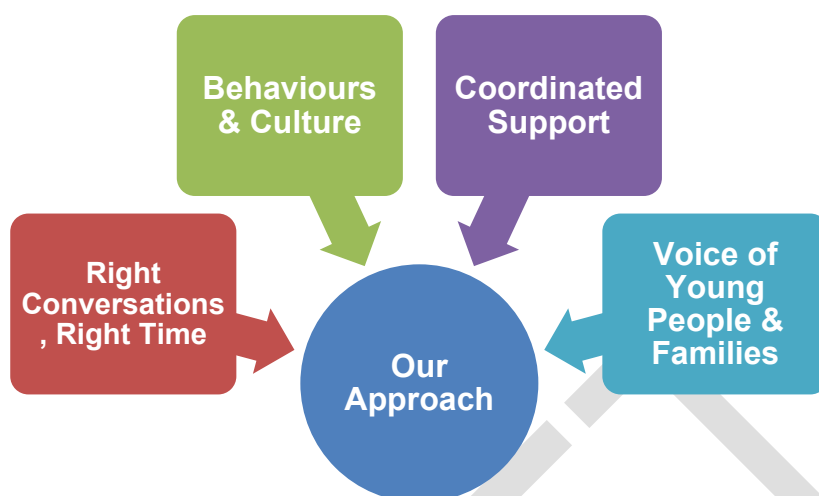 Behaviours
& Culture
Coordinated
Support
Right
Conversations
, Right Time
Voice of
Young
People &
Families
Our
Approach